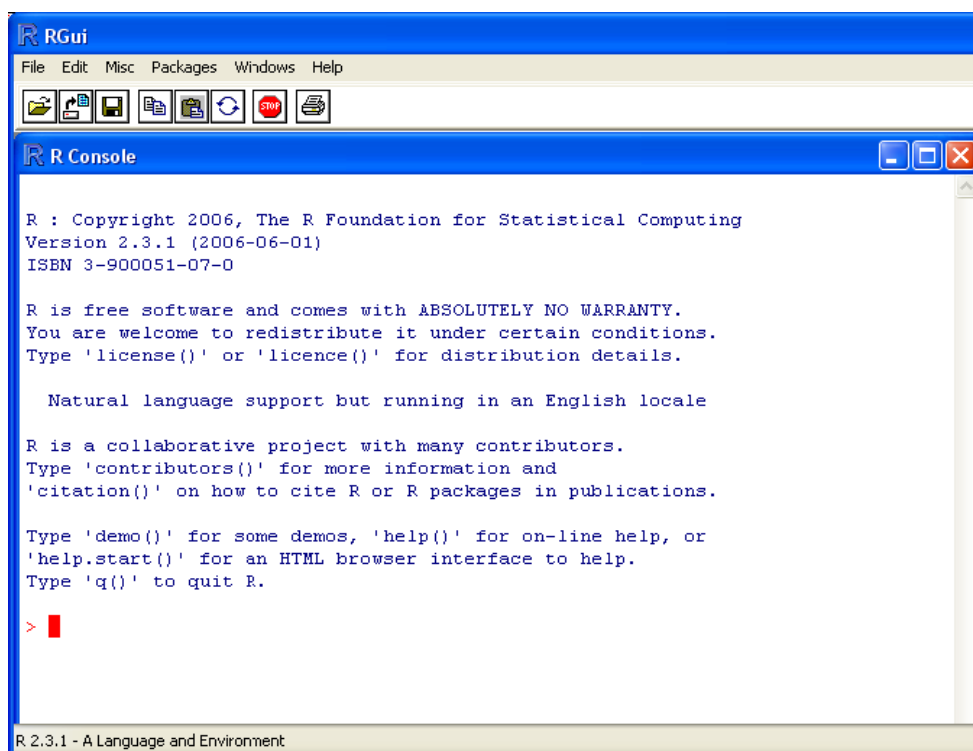 RGui
File Edit Misc Packages Windows Help
STOP
R Console
R : Copyright 2006, The R Foundation for Statistical Computing
Version 2.3.1 (2006-06-01)
ISBN 3-900051-07-0
R is free software and comes with ABSOLUTELY NO WARRANTY.
You are welcome to redistribute it under certain conditions.
Type 'license()' or 'licence()' for distribution details.
Natural language support but running in an English locale
R is a collaborative project with many contributors.
Type 'contributors()' for more information and
'citation()' on how to cite R or R packages in publications.
Type 'demo()' for some demos, 'help()' for on-line help, or
'help.start()' for an HTML browser interface to help.
Type 'q()' to quit R.
>
R 2.3.1 - A Language and Environment